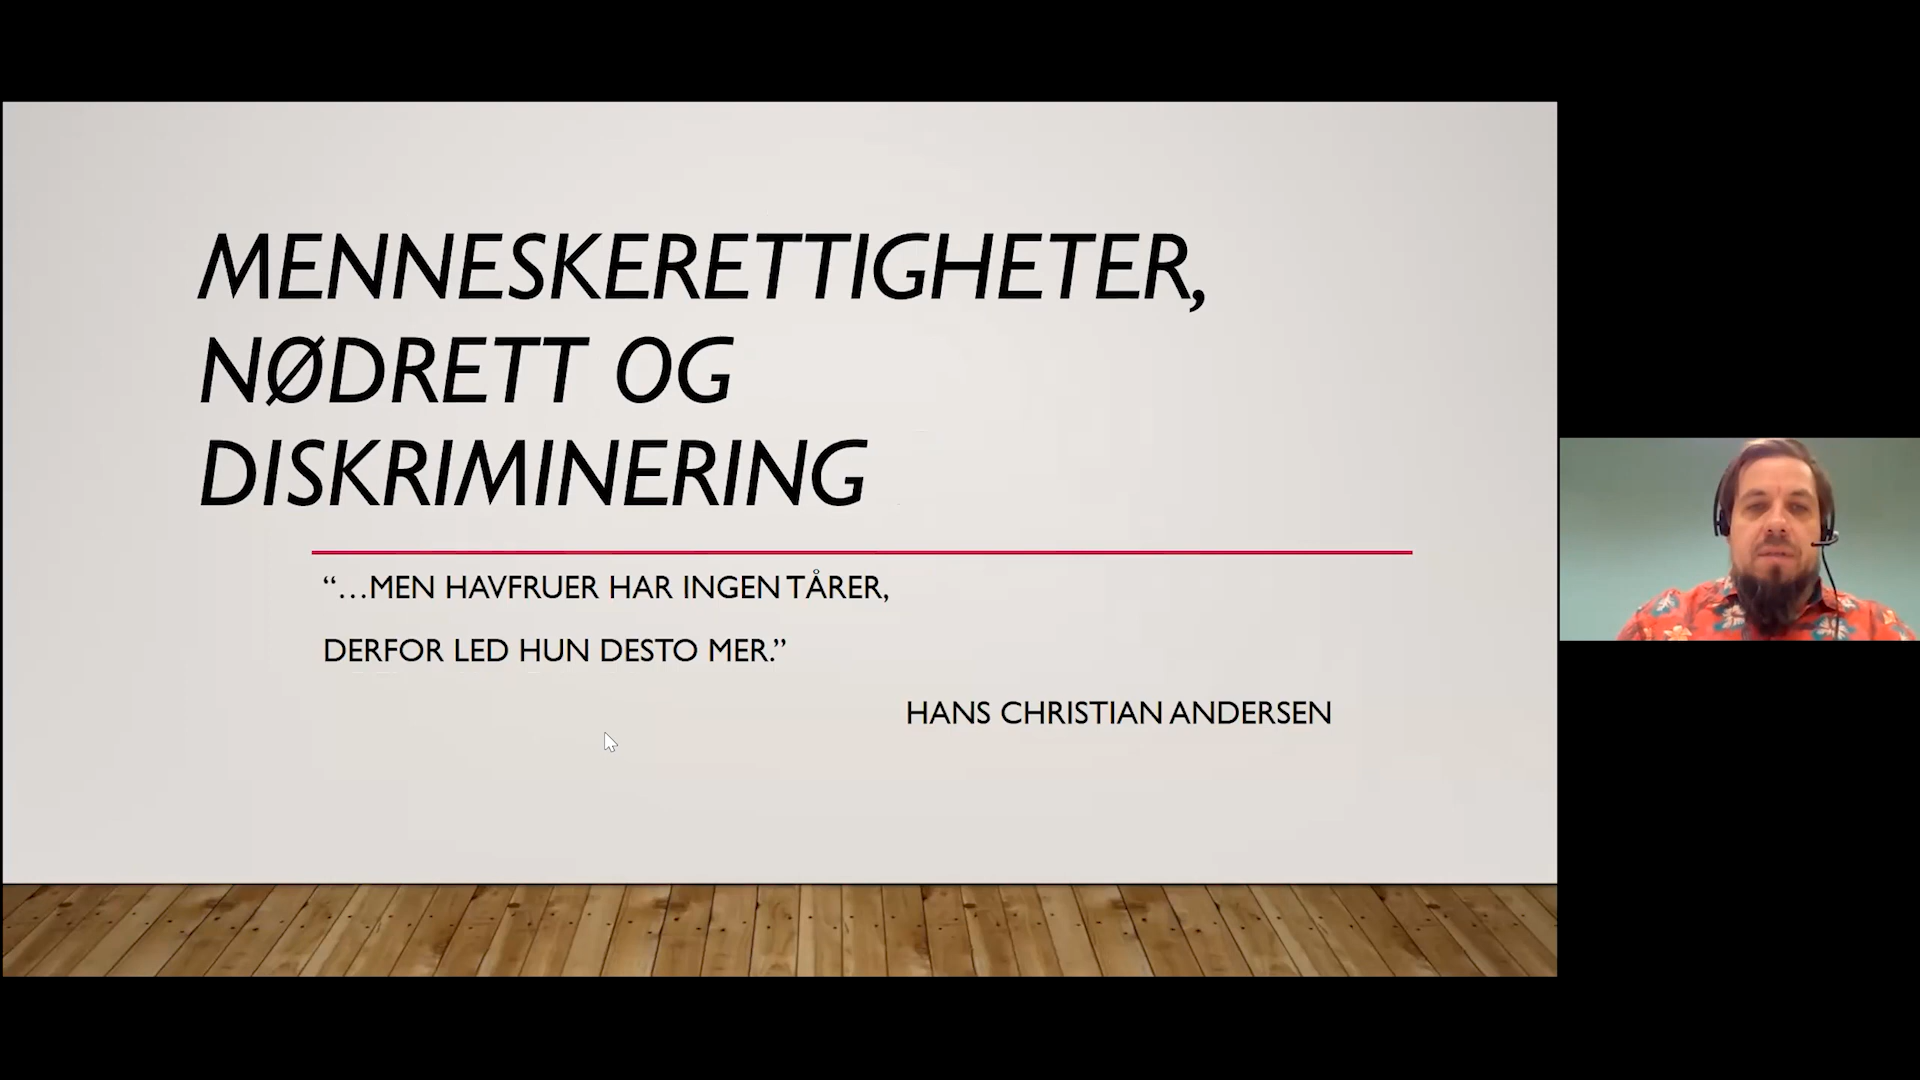 MENNESKERETTIGHETER,
NØDRETT OG
DISKRIMINERING
“…MEN HAVFRUER HAR INGEN TÅRER,
DERFOR LED HUN DESTO MER.”
HANS CHRISTIAN ANDERSEN